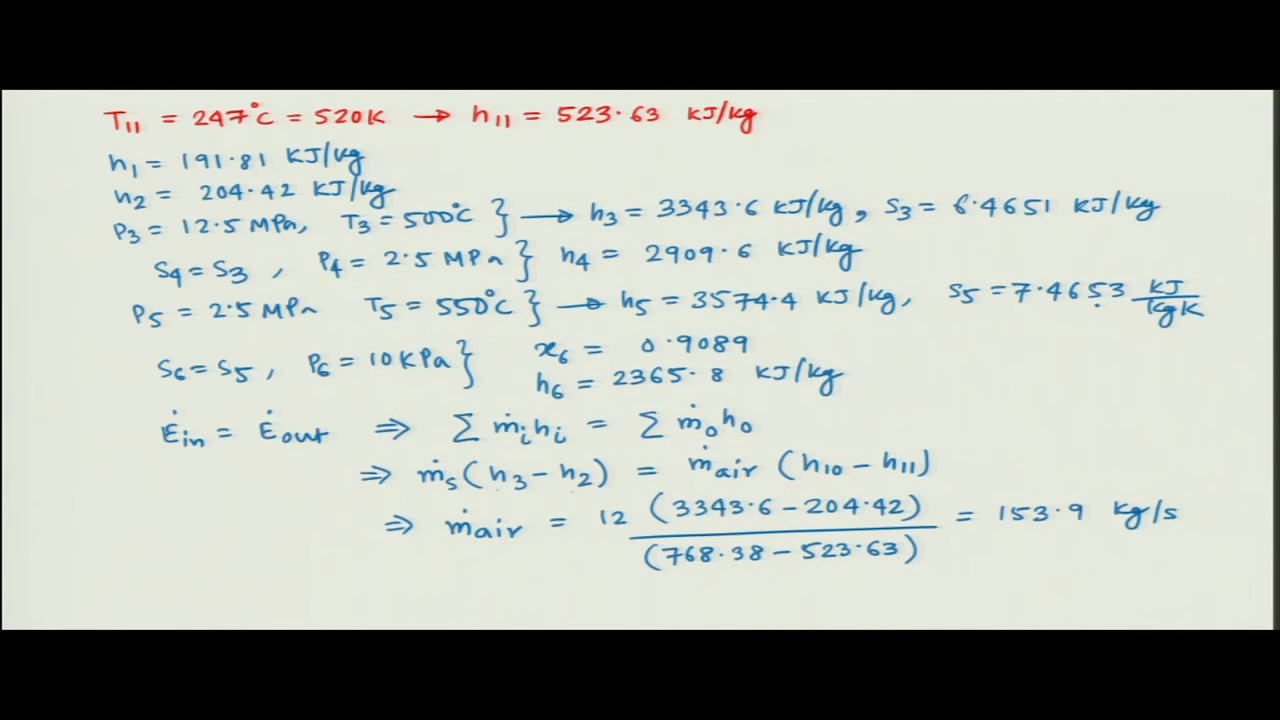 T₁₁ = 247°C = 520K → h₁₁ = 523.63 KJ/kg
h₁ = 191.81 KJ/kg
h₂ = 204.42 KJ/kg
P₃ = 12.5 MPa, T₃ = 500°C } → h₃ = 3343.6 KJ/kg, S₃ = 6.4651 KJ/kg
S₄ = S₃ , P₄ = 2.5 MPa } h₄ = 2909.6 KJ/kg
P₅ = 2.5 MPa T₅ = 550°C } → h₅ = 3574.4 KJ/kg, S₅ = 7.4653 KJ/kgK
S₆ = S₅ , P₆ = 10 KPa } x₆ = 0.9089
h₆ = 2365.8 KJ/kg
Ėin = Ėout ⇒ Σ ṁᵢhᵢ = Σ ṁ₀h₀
⇒ ṁs (h₃ − h₂) = ṁair (h₁₀ − h₁₁)
⇒ ṁair = 12 (3343.6 − 204.42) / (768.38 − 523.63) = 153.9 kg/s